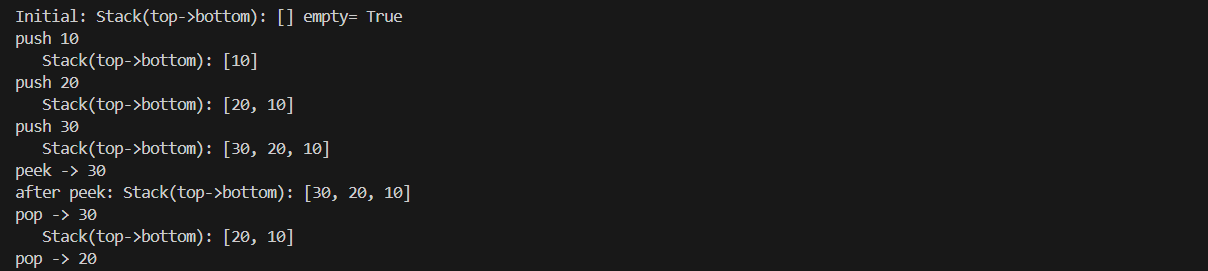 Initial: Stack(top->bottom): [] empty= True
push 10
   Stack(top->bottom): [10]
push 20
   Stack(top->bottom): [20, 10]
push 30
   Stack(top->bottom): [30, 20, 10]
peek -> 30
after peek: Stack(top->bottom): [30, 20, 10]
pop -> 30
   Stack(top->bottom): [20, 10]
pop -> 20